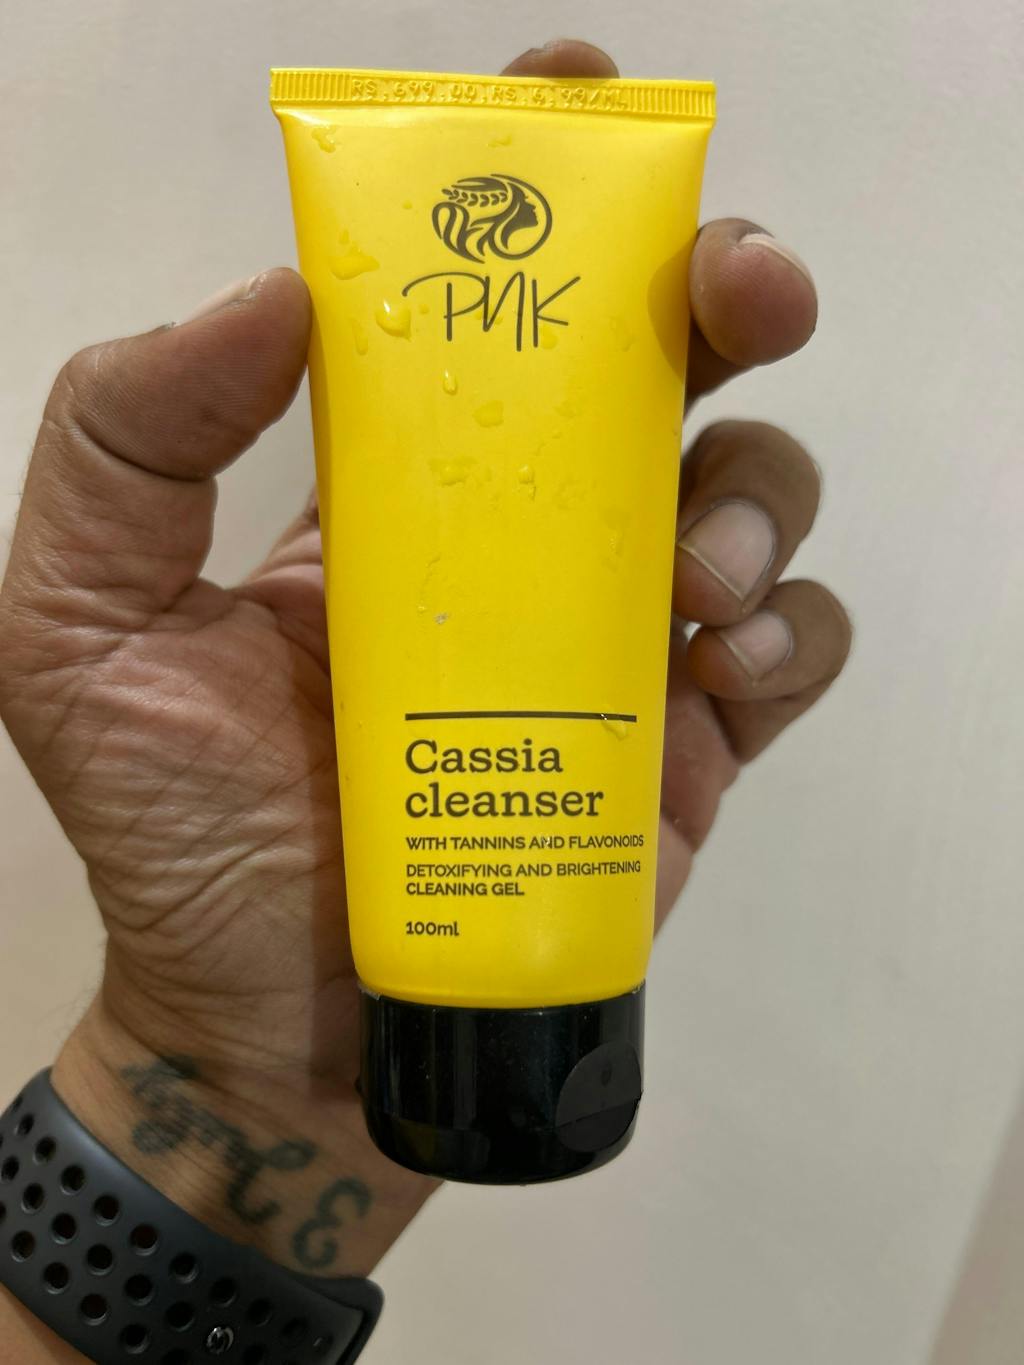 RS.699.00 RS.6.99/ML
PNK
Cassia
cleanser
WITH TANNINS AND FLAVONOIDS
DETOXIFYING AND BRIGHTENING
CLEANING GEL
100ml